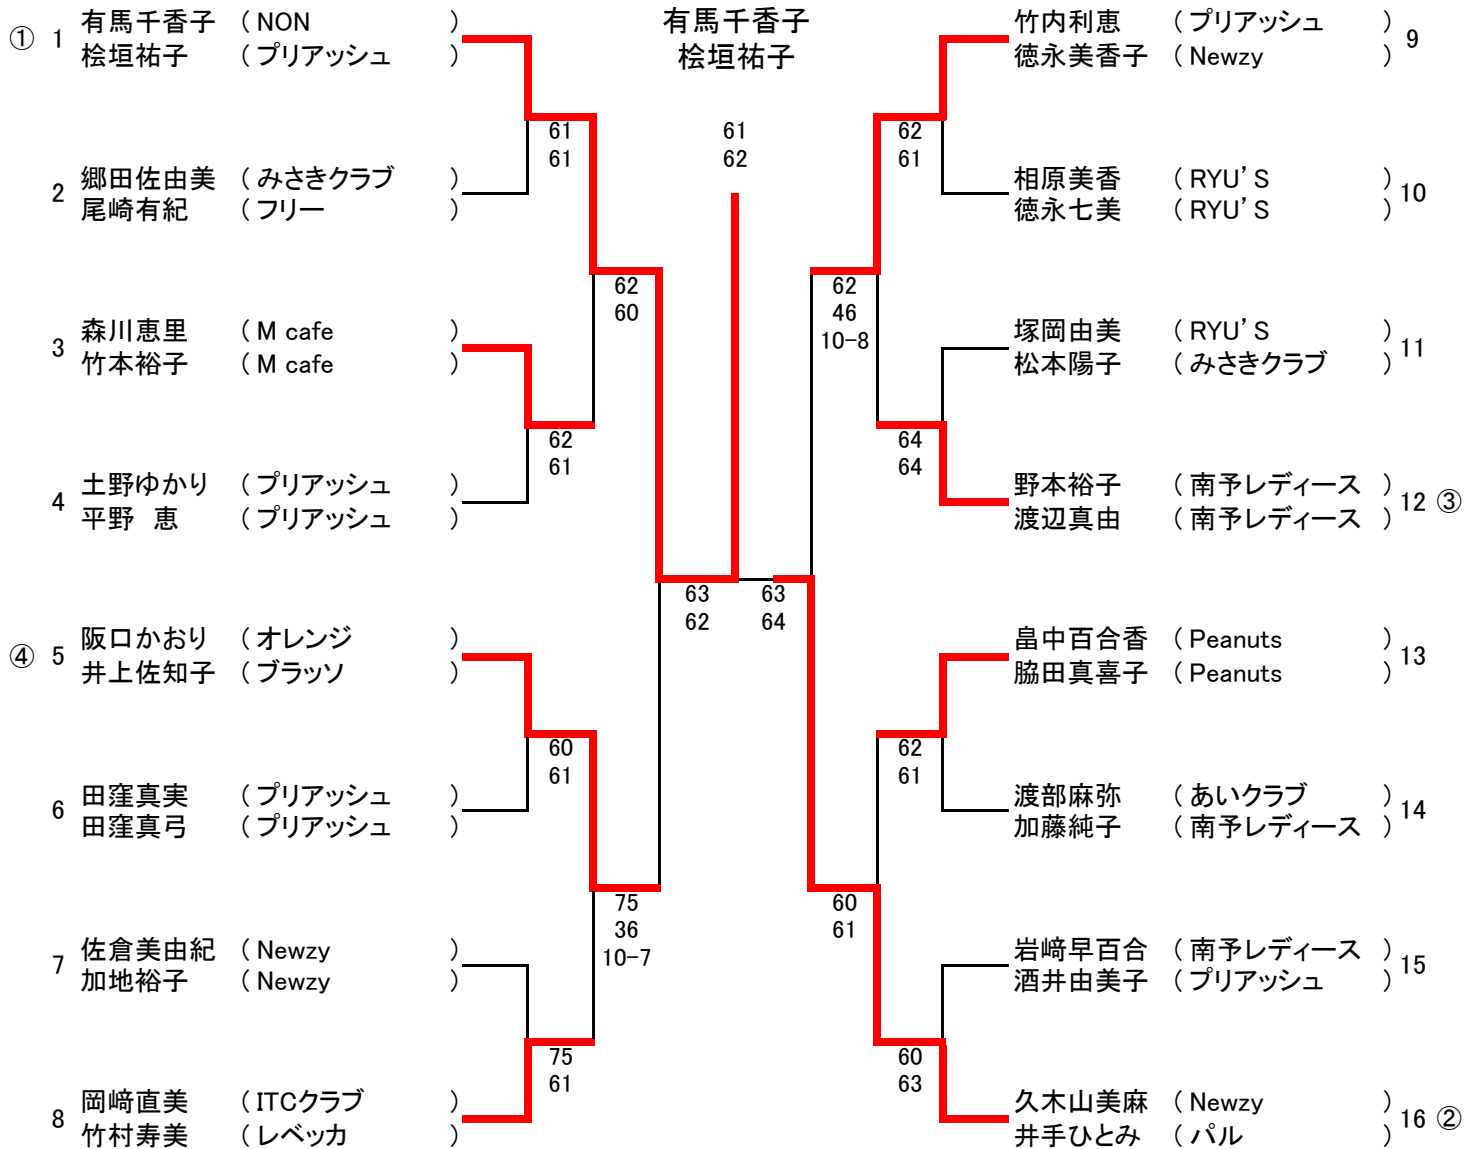 有馬千香子
桧垣祐子
61
62
① 1 有馬千香子 ( NON )
桧垣祐子 ( プリアッシュ )
61
61
2 郷田佐由美 ( みさきクラブ )
尾崎有紀 ( フリー )
62
60
3 森川恵里 ( M cafe )
竹本裕子 ( M cafe )
62
61
4 土野ゆかり ( プリアッシュ )
平野 恵 ( プリアッシュ )
63
62
④ 5 阪口かおり ( オレンジ )
井上佐知子 ( ブラッソ )
60
61
6 田窪真実 ( プリアッシュ )
田窪真弓 ( プリアッシュ )
75
36
10-7
7 佐倉美由紀 ( Newzy )
加地裕子 ( Newzy )
75
61
8 岡﨑直美 ( ITCクラブ )
竹村寿美 ( レベッカ )
竹内利恵 ( プリアッシュ ) 9
徳永美香子 ( Newzy )
62
61
相原美香 ( RYU'S ) 10
徳永七美 ( RYU'S )
62
46
10-8
塚岡由美 ( RYU'S ) 11
松本陽子 ( みさきクラブ )
64
64
野本裕子 ( 南予レディース ) 12 ③
渡辺真由 ( 南予レディース )
63
64
畠中百合香 ( Peanuts ) 13
脇田真喜子 ( Peanuts )
62
61
渡部麻弥 ( あいクラブ ) 14
加藤純子 ( 南予レディース )
60
61
岩﨑早百合 ( 南予レディース ) 15
酒井由美子 ( プリアッシュ )
60
63
久木山美麻 ( Newzy ) 16 ②
井手ひとみ ( パル )